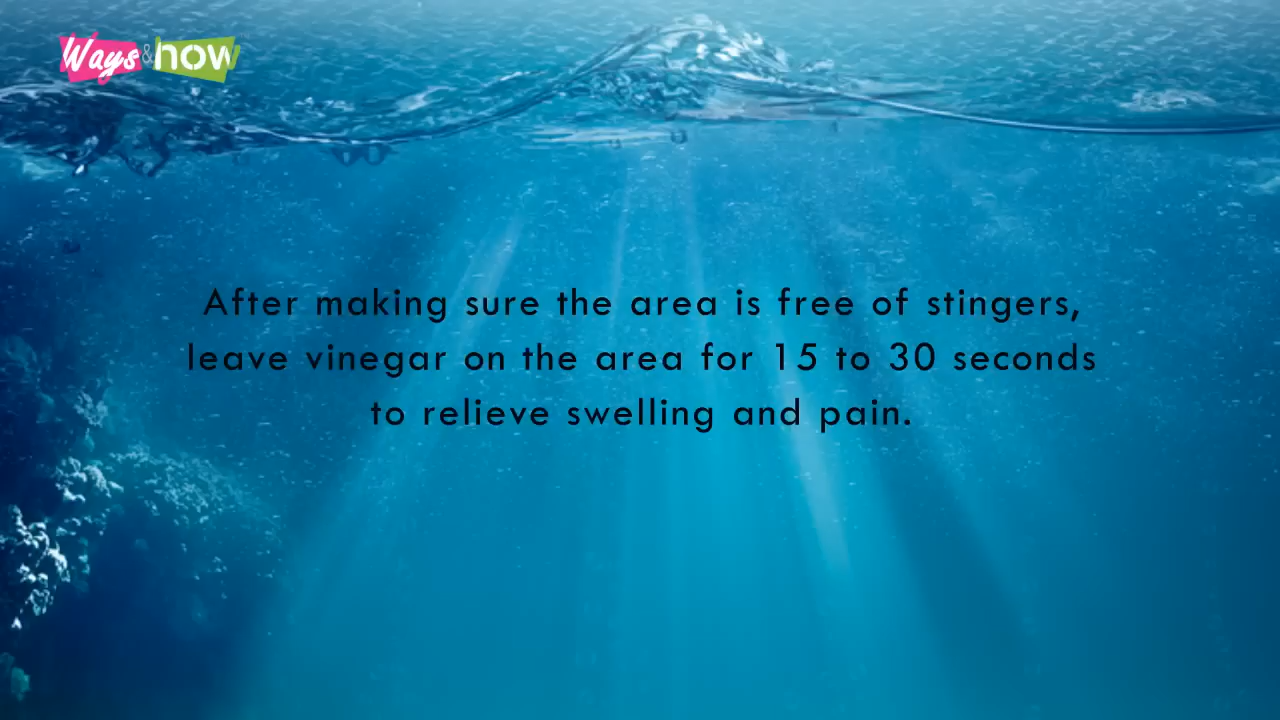 Ways & how
After making sure the area is free of stingers,
leave vinegar on the area for 15 to 30 seconds
to relieve swelling and pain.